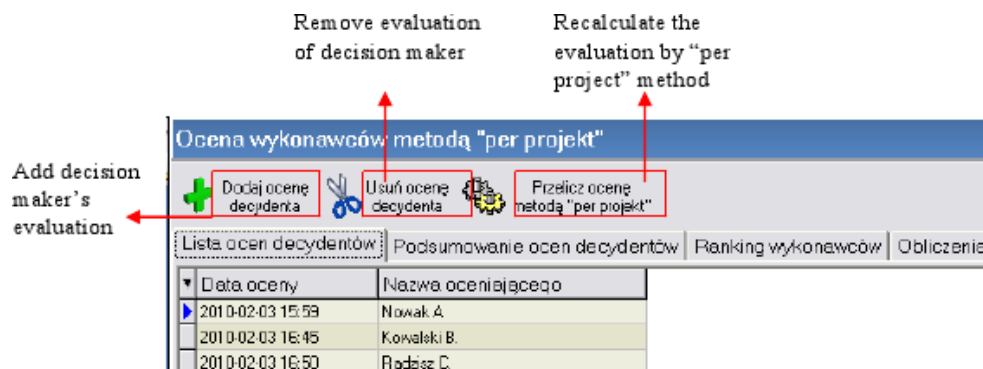 Remove evaluation
of decision maker
Recalculate the
evaluation by “per
project” method
Add decision
maker’s
evaluation
Ocena wykonawców metodą "per projekt"
Dodaj ocenę
decydenta
Usuń ocenę
decydenta
Przelicz ocenę
metodą "per projekt"
Lista ocen decydentów Podsumowanie ocen decydentów Ranking wykonawców Obliczenia
Data oceny Nazwa oceniającego
2010-02-03 15:59 Nowak A.
2010-02-03 16:45 Kowalski B.
2010-02-03 16:50 Radzisz C.